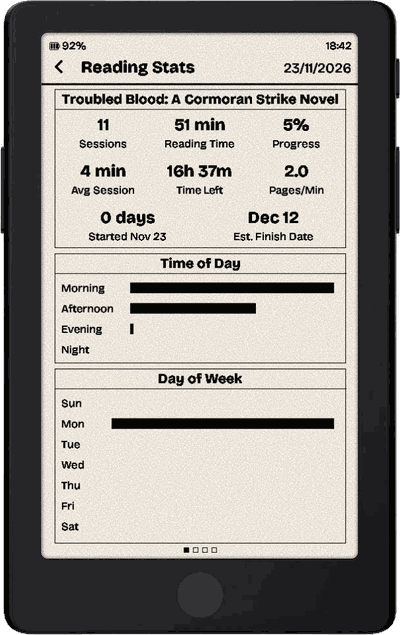 92% 18:42
Reading Stats 23/11/2026
Troubled Blood: A Cormoran Strike Novel
11 51 min 5%
Sessions Reading Time Progress
4 min 16h 37m 2.0
Avg Session Time Left Pages/Min
0 days Dec 12
Started Nov 23 Est. Finish Date
Time of Day
Morning
Afternoon
Evening
Night
Day of Week
Sun
Mon
Tue
Wed
Thu
Fri
Sat